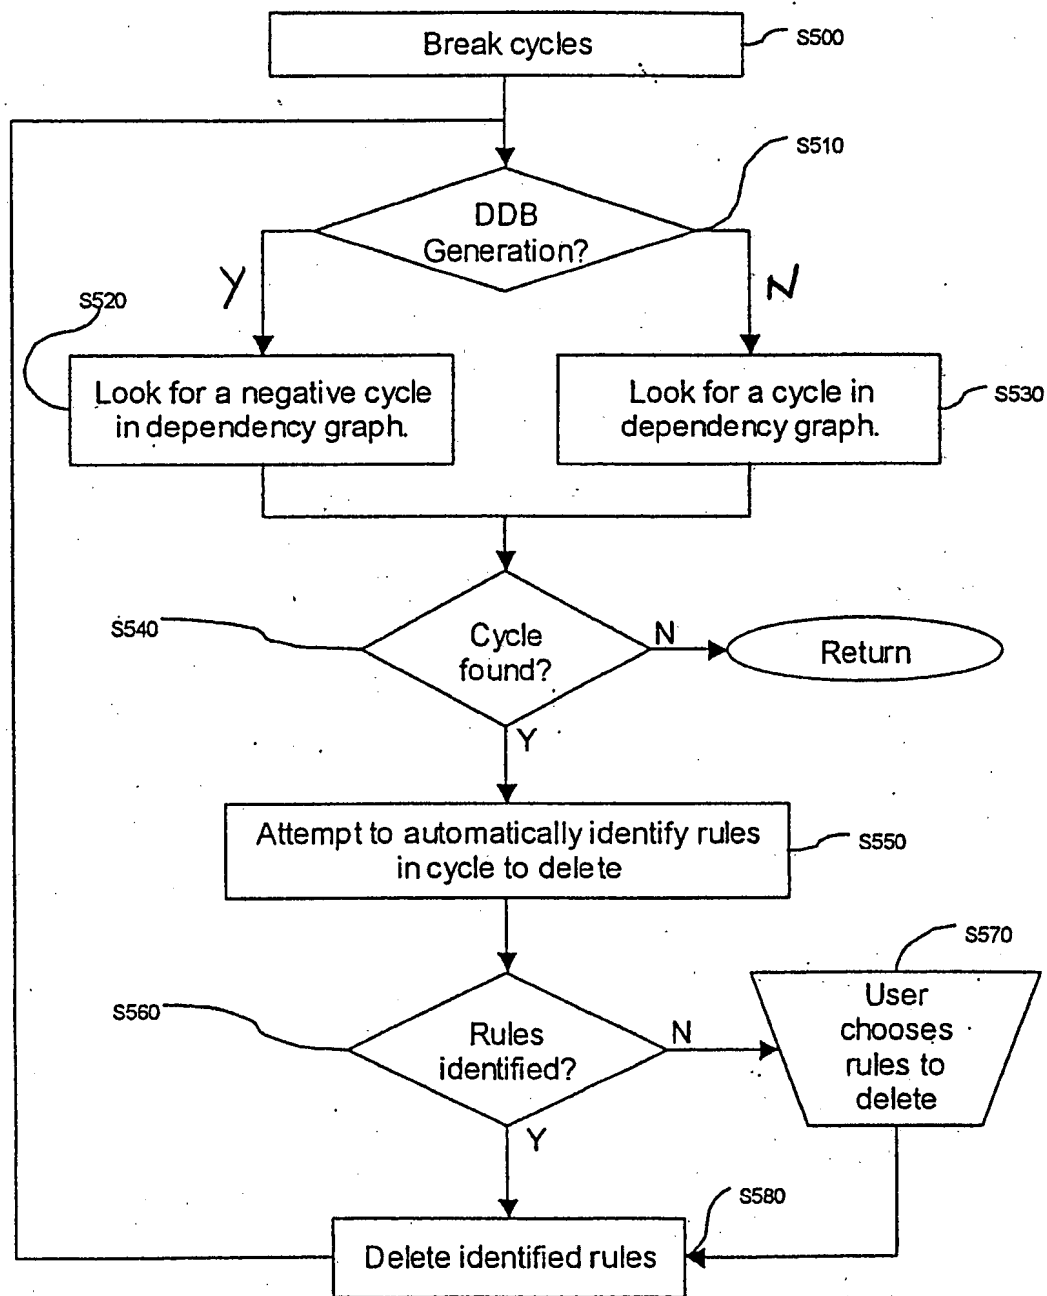 Break cycles
S500
S510
DDB
Generation?
Y
N
S520
Look for a negative cycle
in dependency graph.
Look for a cycle in
dependency graph.
S530
S540
Cycle
found?
N
Return
Y
Attempt to automatically identify rules
in cycle to delete
S550
S570
S560
Rules
identified?
N
User
chooses
rules to
delete
Y
S580
Delete identified rules